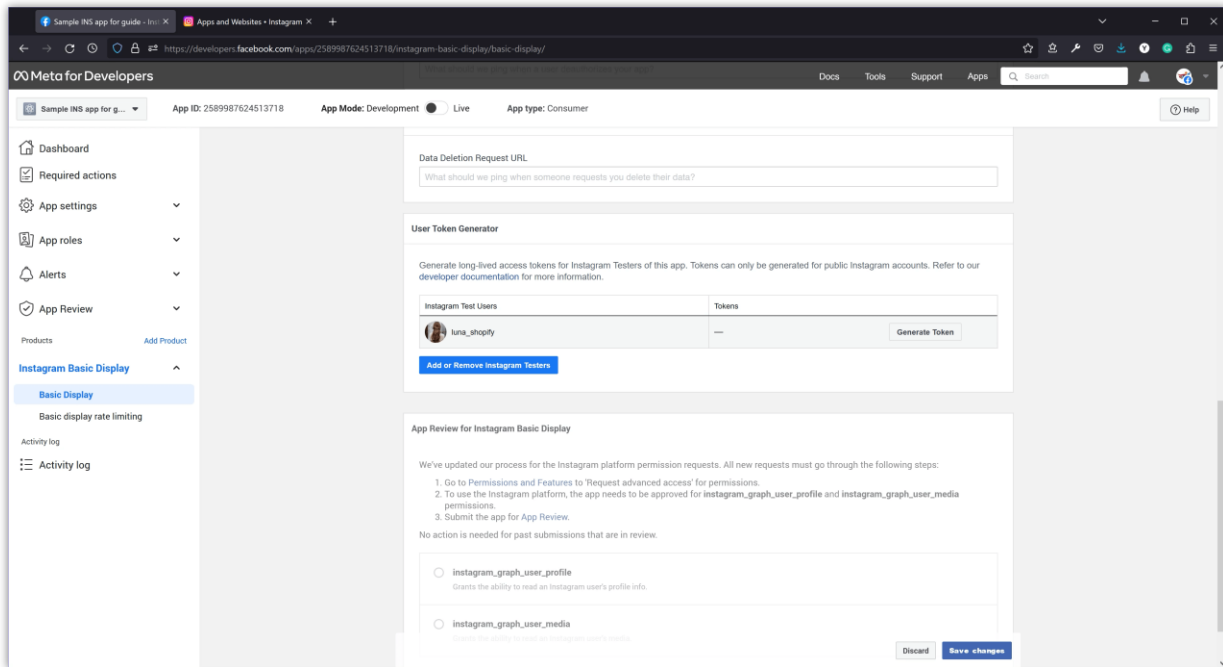 Sample INS app for guide - Ins
Apps and Websites • Instagram
https://developers.facebook.com/apps/2589987624513718/instagram-basic-display/basic-display/
Meta for Developers
Docs Tools Support Apps Search
Sample INS app for g... App ID: 2589987624513718 App Mode: Development Live App type: Consumer Help
Dashboard
Required actions
App settings
App roles
Alerts
App Review
Products Add Product
Instagram Basic Display
Basic Display
Basic display rate limiting
Activity log
Activity log
Data Deletion Request URL
What should we ping when someone requests you delete their data?
User Token Generator
Generate long-lived access tokens for Instagram Testers of this app. Tokens can only be generated for public Instagram accounts. Refer to our
developer documentation for more information.
Instagram Test Users Tokens
luna_shopify — Generate Token
Add or Remove Instagram Testers
App Review for Instagram Basic Display
We've updated our process for the Instagram platform permission requests. All new requests must go through the following steps:
1. Go to Permissions and Features to 'Request advanced access' for permissions.
2. To use the Instagram platform, the app needs to be approved for instagram_graph_user_profile and instagram_graph_user_media
permissions.
3. Submit the app for App Review.
No action is needed for past submissions that are in review.
instagram_graph_user_profile
Grants the ability to read an Instagram user's profile info.
instagram_graph_user_media
Discard Save changes